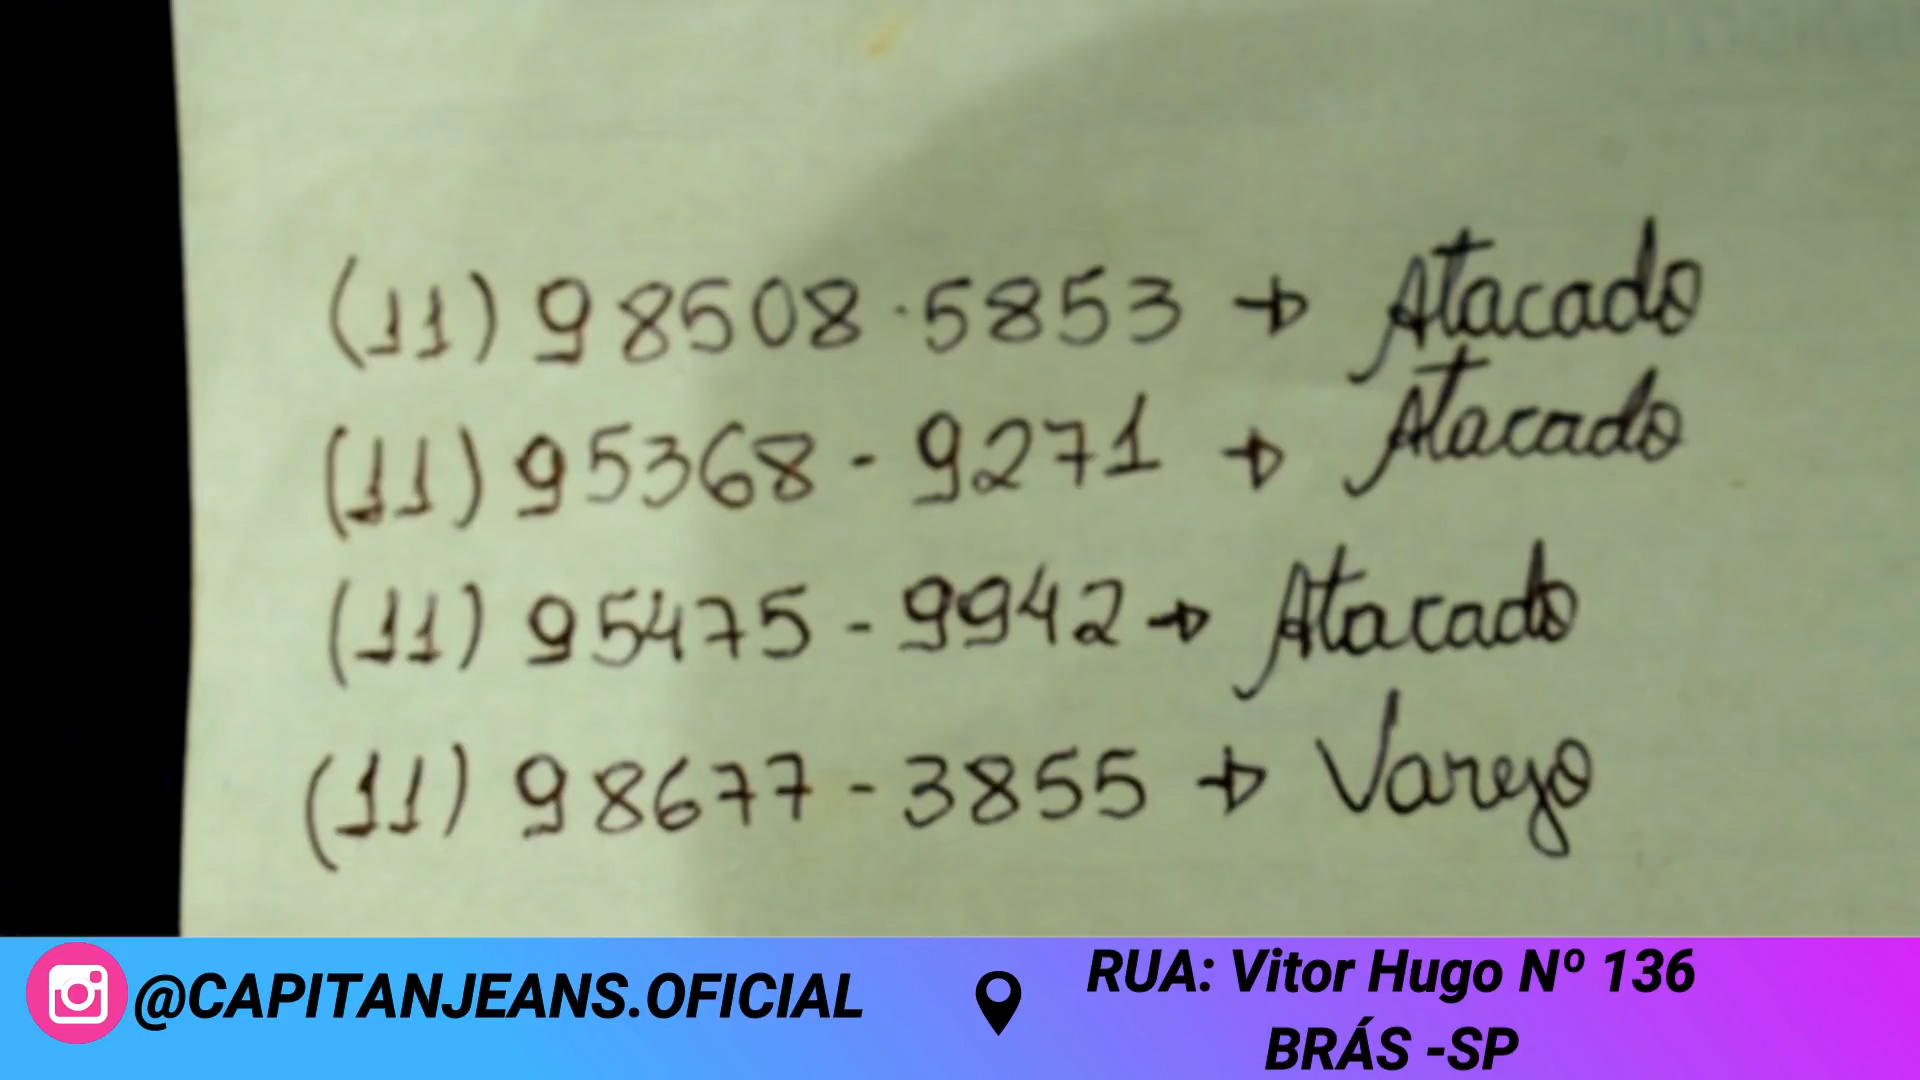 (11) 98508-5853 → Atacado
(11) 95368-9271 → Atacado
(11) 95475-9942 → Atacado
(11) 98677-3855 → Varejo
@CAPITANJEANS.OFICIAL
RUA: Vitor Hugo Nº 136
BRÁS -SP